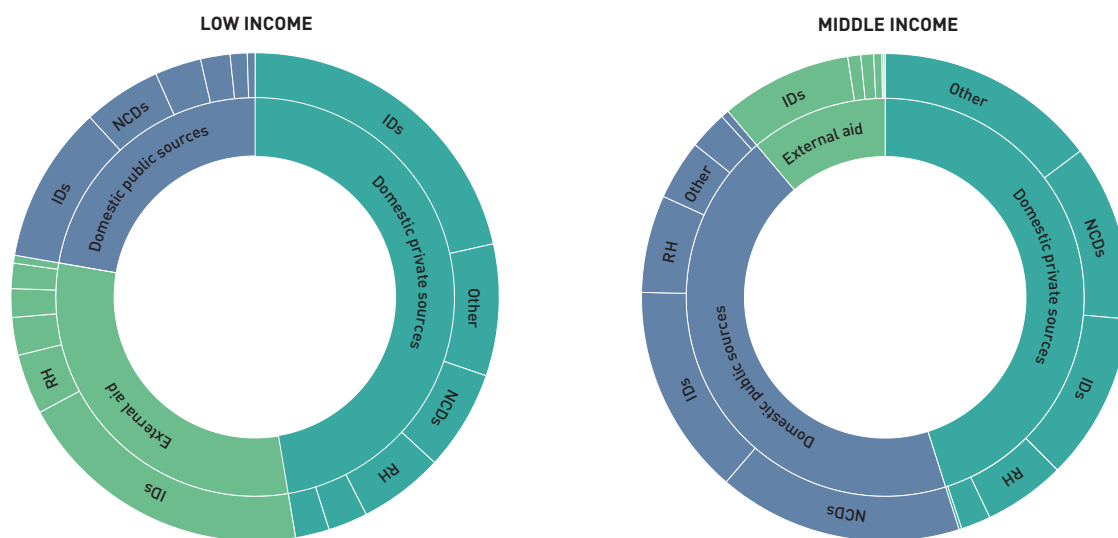 LOW INCOME
IDs
Other
NCDs
RH
Domestic private sources
IDs
RH
External aid
IDs
NCDs
Domestic public sources
MIDDLE INCOME
Other
NCDs
IDs
RH
Domestic private sources
NCDs
IDs
RH
Other
Domestic public sources
IDs
External aid